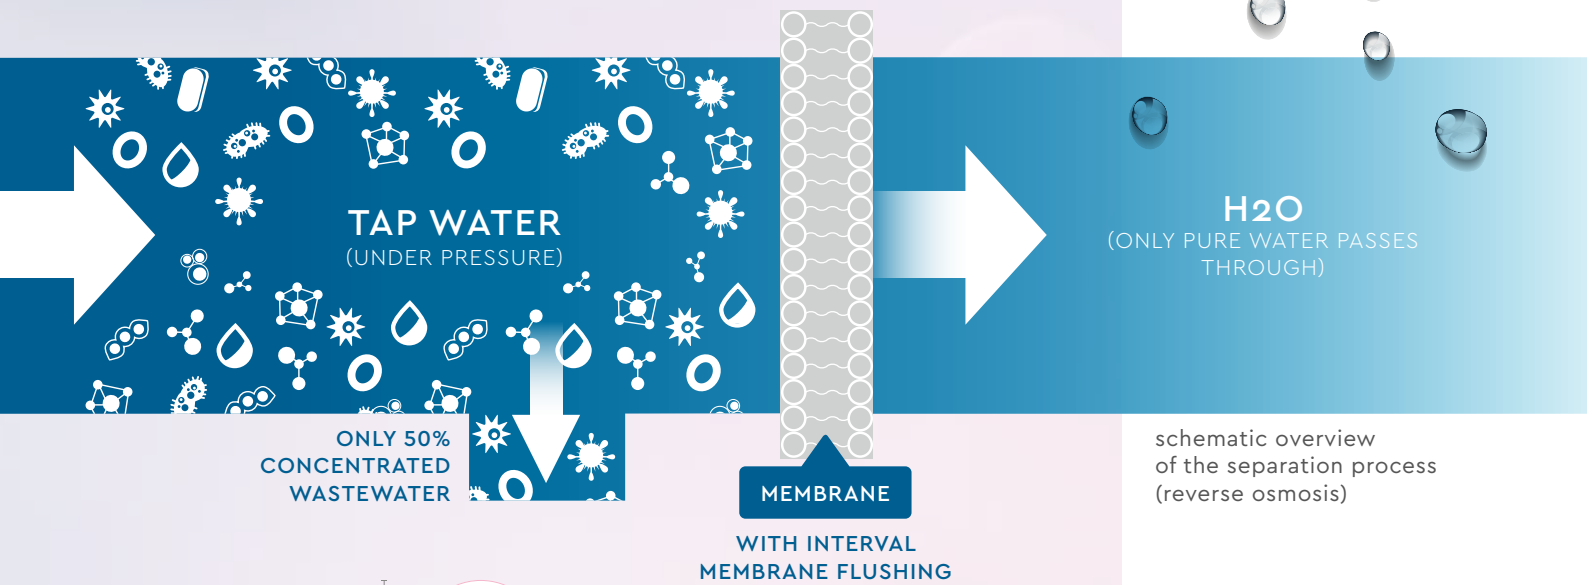 TAP WATER
(UNDER PRESSURE)
H2O
(ONLY PURE WATER PASSES
THROUGH)
ONLY 50%
CONCENTRATED
WASTEWATER
MEMBRANE
WITH INTERVAL
MEMBRANE FLUSHING
schematic overview
of the separation process
(reverse osmosis)